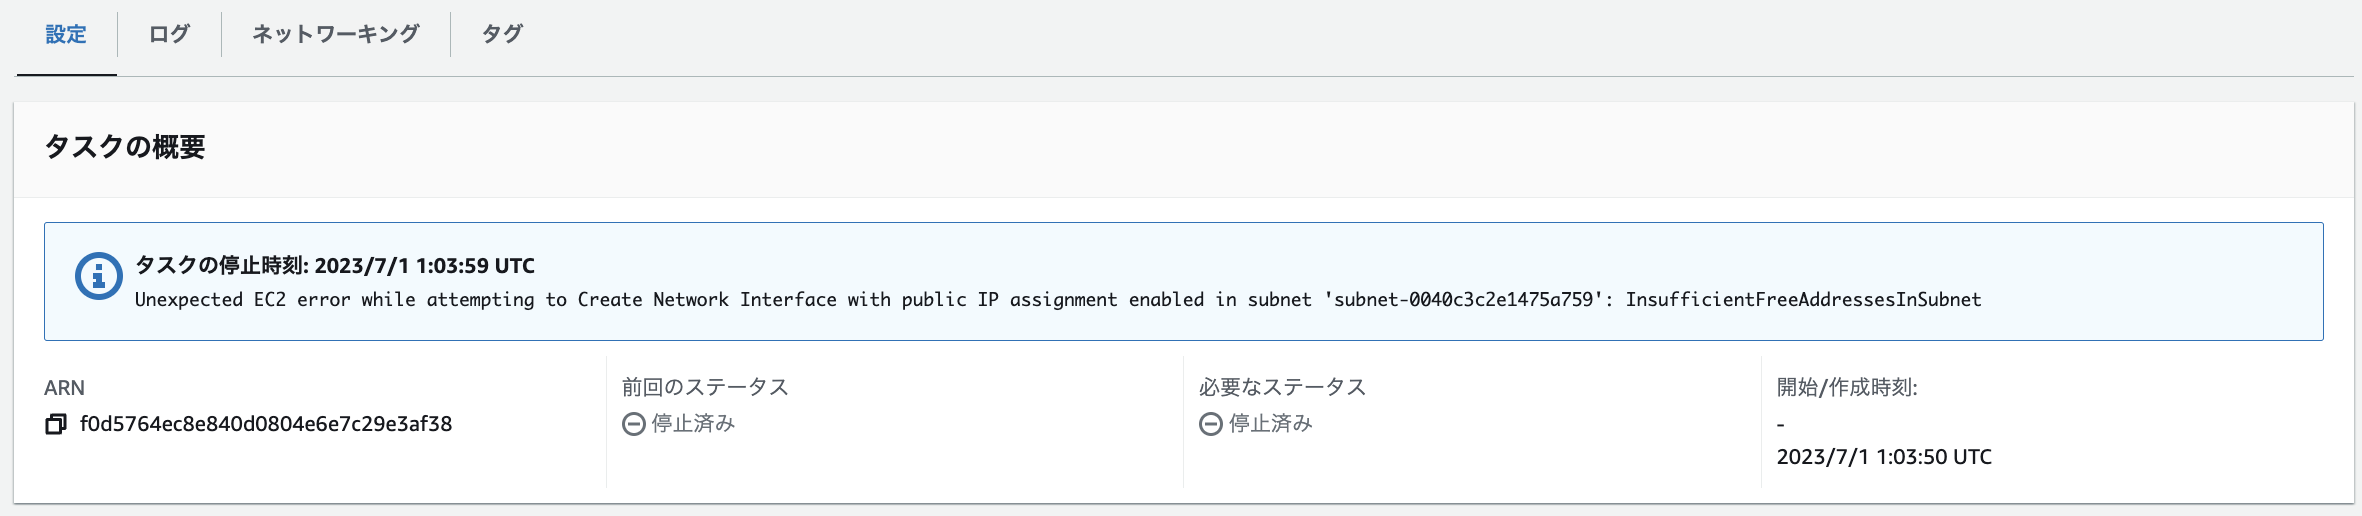 設定
ログ
ネットワーキング
タグ
タスクの概要
タスクの停止時刻: 2023/7/1 1:03:59 UTC
Unexpected EC2 error while attempting to Create Network Interface with public IP assignment enabled in subnet 'subnet-0040c3c2e1475a759': InsufficientFreeAddressesInSubnet
ARN
f0d5764ec8e840d0804e6e7c29e3af38
前回のステータス
停止済み
必要なステータス
停止済み
開始/作成時刻:
-
2023/7/1 1:03:50 UTC